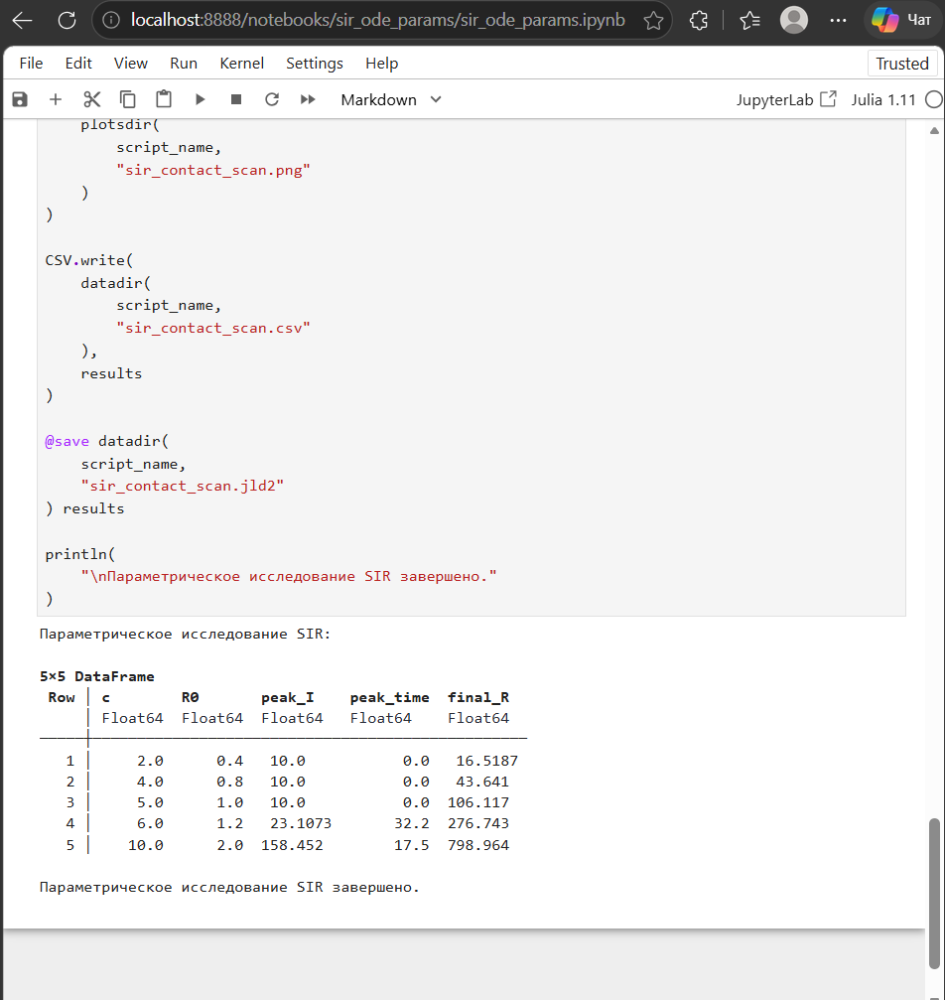 localhost:8888/notebooks/sir_ode_params/sir_ode_params.ipynb
Чат
File Edit View Run Kernel Settings Help
Trusted
Markdown
JupyterLab
Julia 1.11
plotsdir(
script_name,
"sir_contact_scan.png"
)
)
CSV.write(
datadir(
script_name,
"sir_contact_scan.csv"
),
results
)
@save datadir(
script_name,
"sir_contact_scan.jld2"
) results
println(
"\nПараметрическое исследование SIR завершено."
)
Параметрическое исследование SIR:
5×5 DataFrame
Row │ c R0 peak_I peak_time final_R
│ Float64 Float64 Float64 Float64 Float64
1 │ 2.0 0.4 10.0 0.0 16.5187
2 │ 4.0 0.8 10.0 0.0 43.641
3 │ 5.0 1.0 10.0 0.0 106.117
4 │ 6.0 1.2 23.1073 32.2 276.743
5 │ 10.0 2.0 158.452 17.5 798.964
Параметрическое исследование SIR завершено.